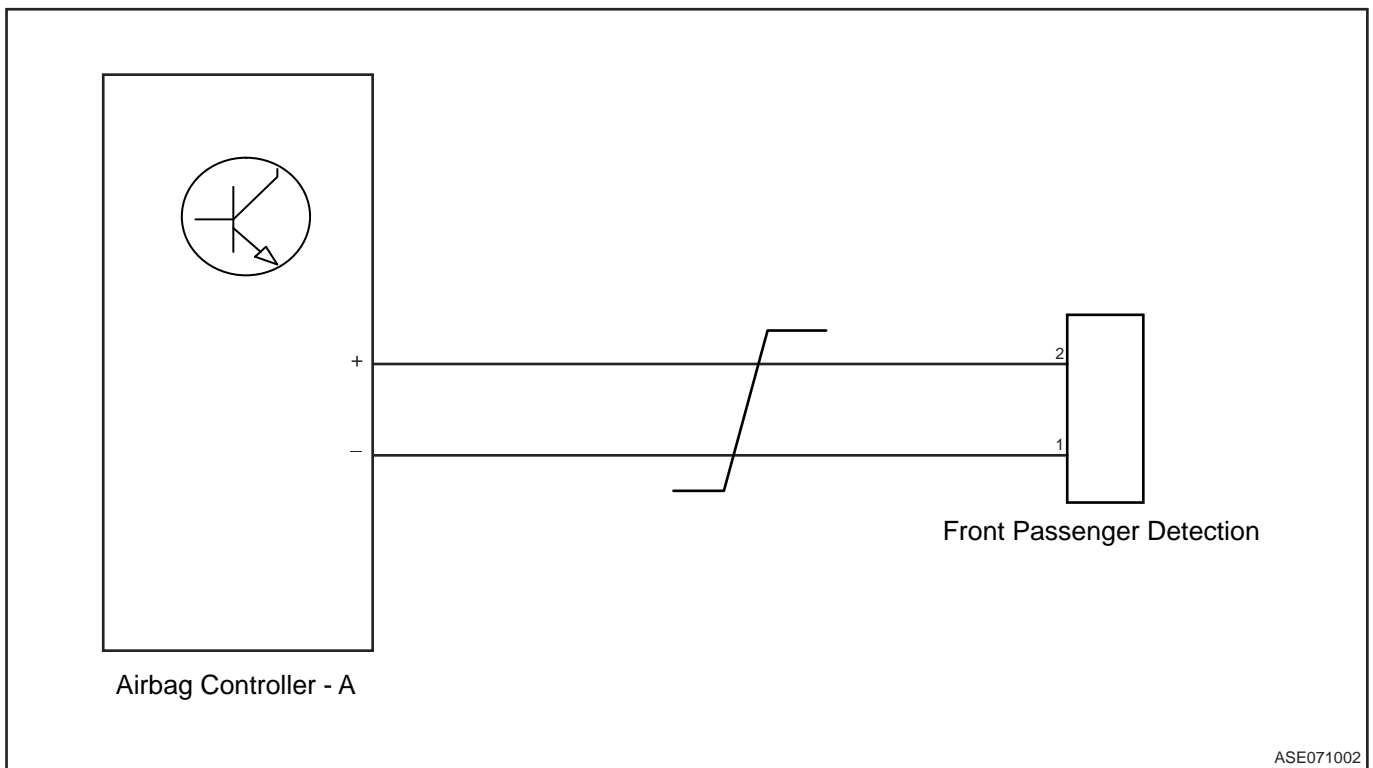 +
2
–
1
Front Passenger Detection
Airbag Controller - A
ASE071002